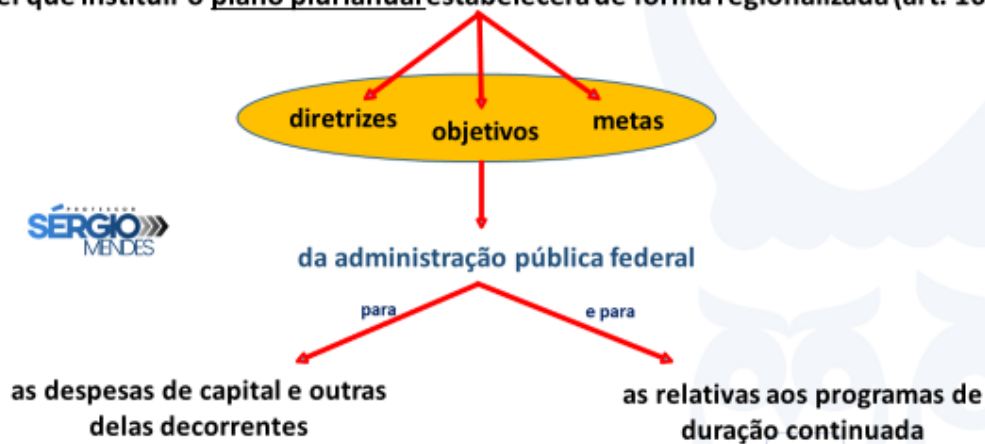 que instituir o plano plurianual estabelecerá de forma regionalizada (art.
diretrizes
objetivos
metas
PROFESSOR
SÉRGIO
MENDES
da administração pública federal
para
e para
as despesas de capital e outras
delas decorrentes
as relativas aos programas de
duração continuada